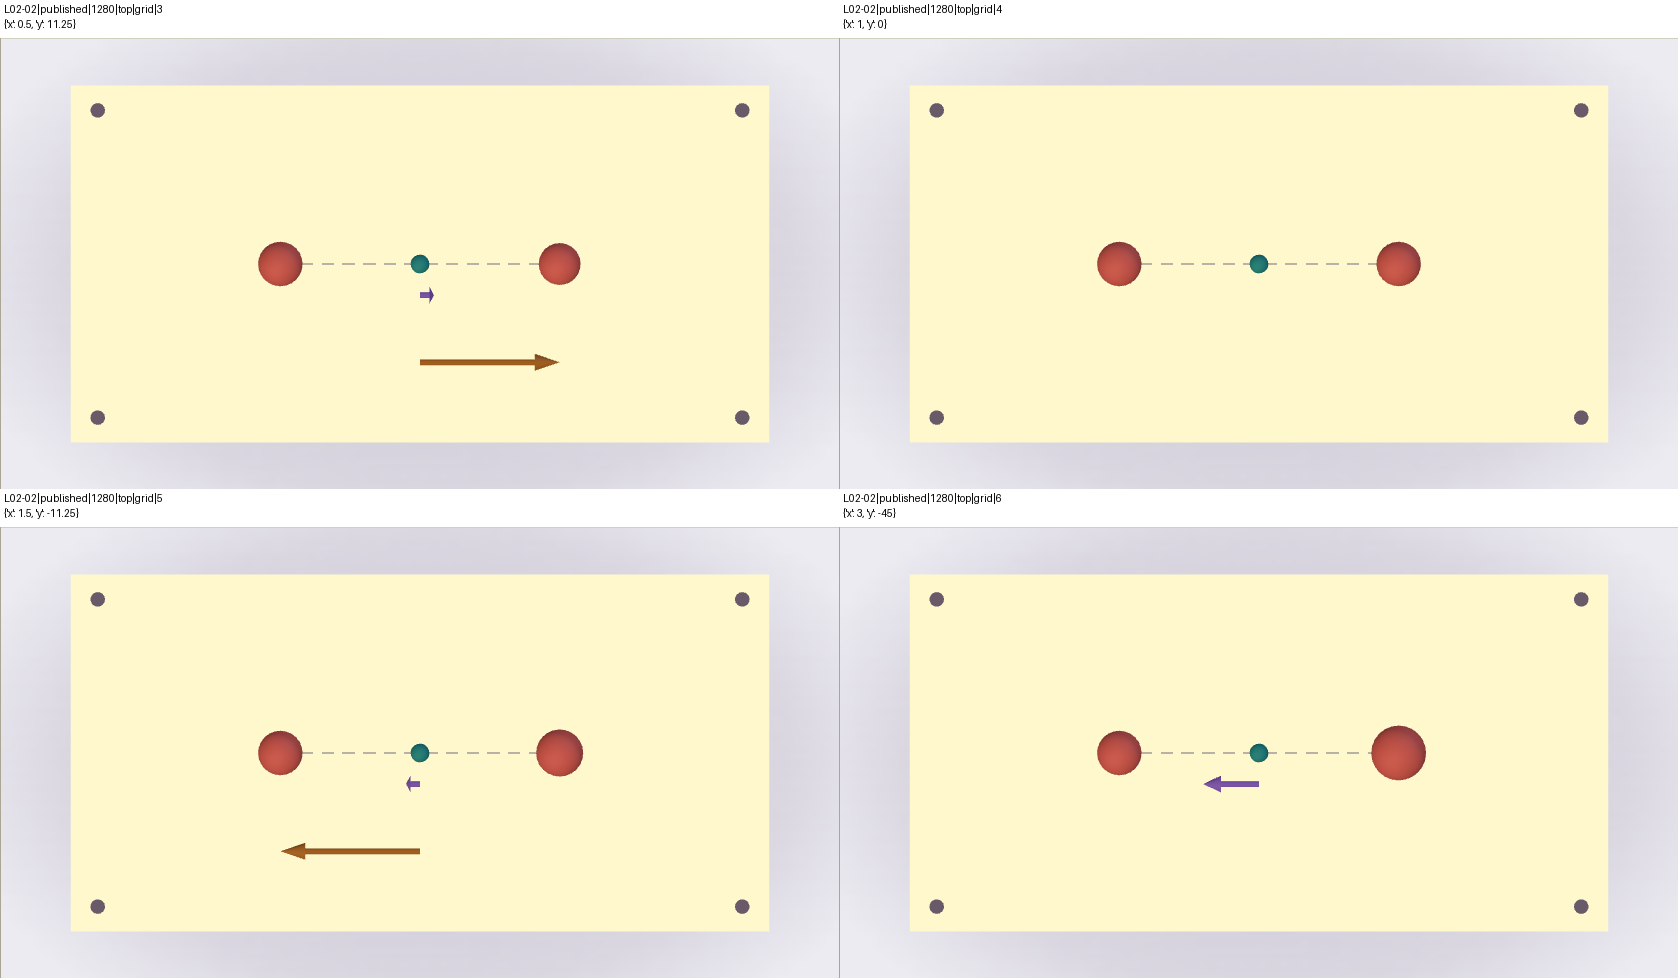 L02-02|published|1280|top|grid|3
{'x': 0.5, 'y': 11.25}
L02-02|published|1280|top|grid|4
{'x': 1, 'y': 0}
L02-02|published|1280|top|grid|5
{'x': 1.5, 'y': -11.25}
L02-02|published|1280|top|grid|6
{'x': 3, 'y': -45}